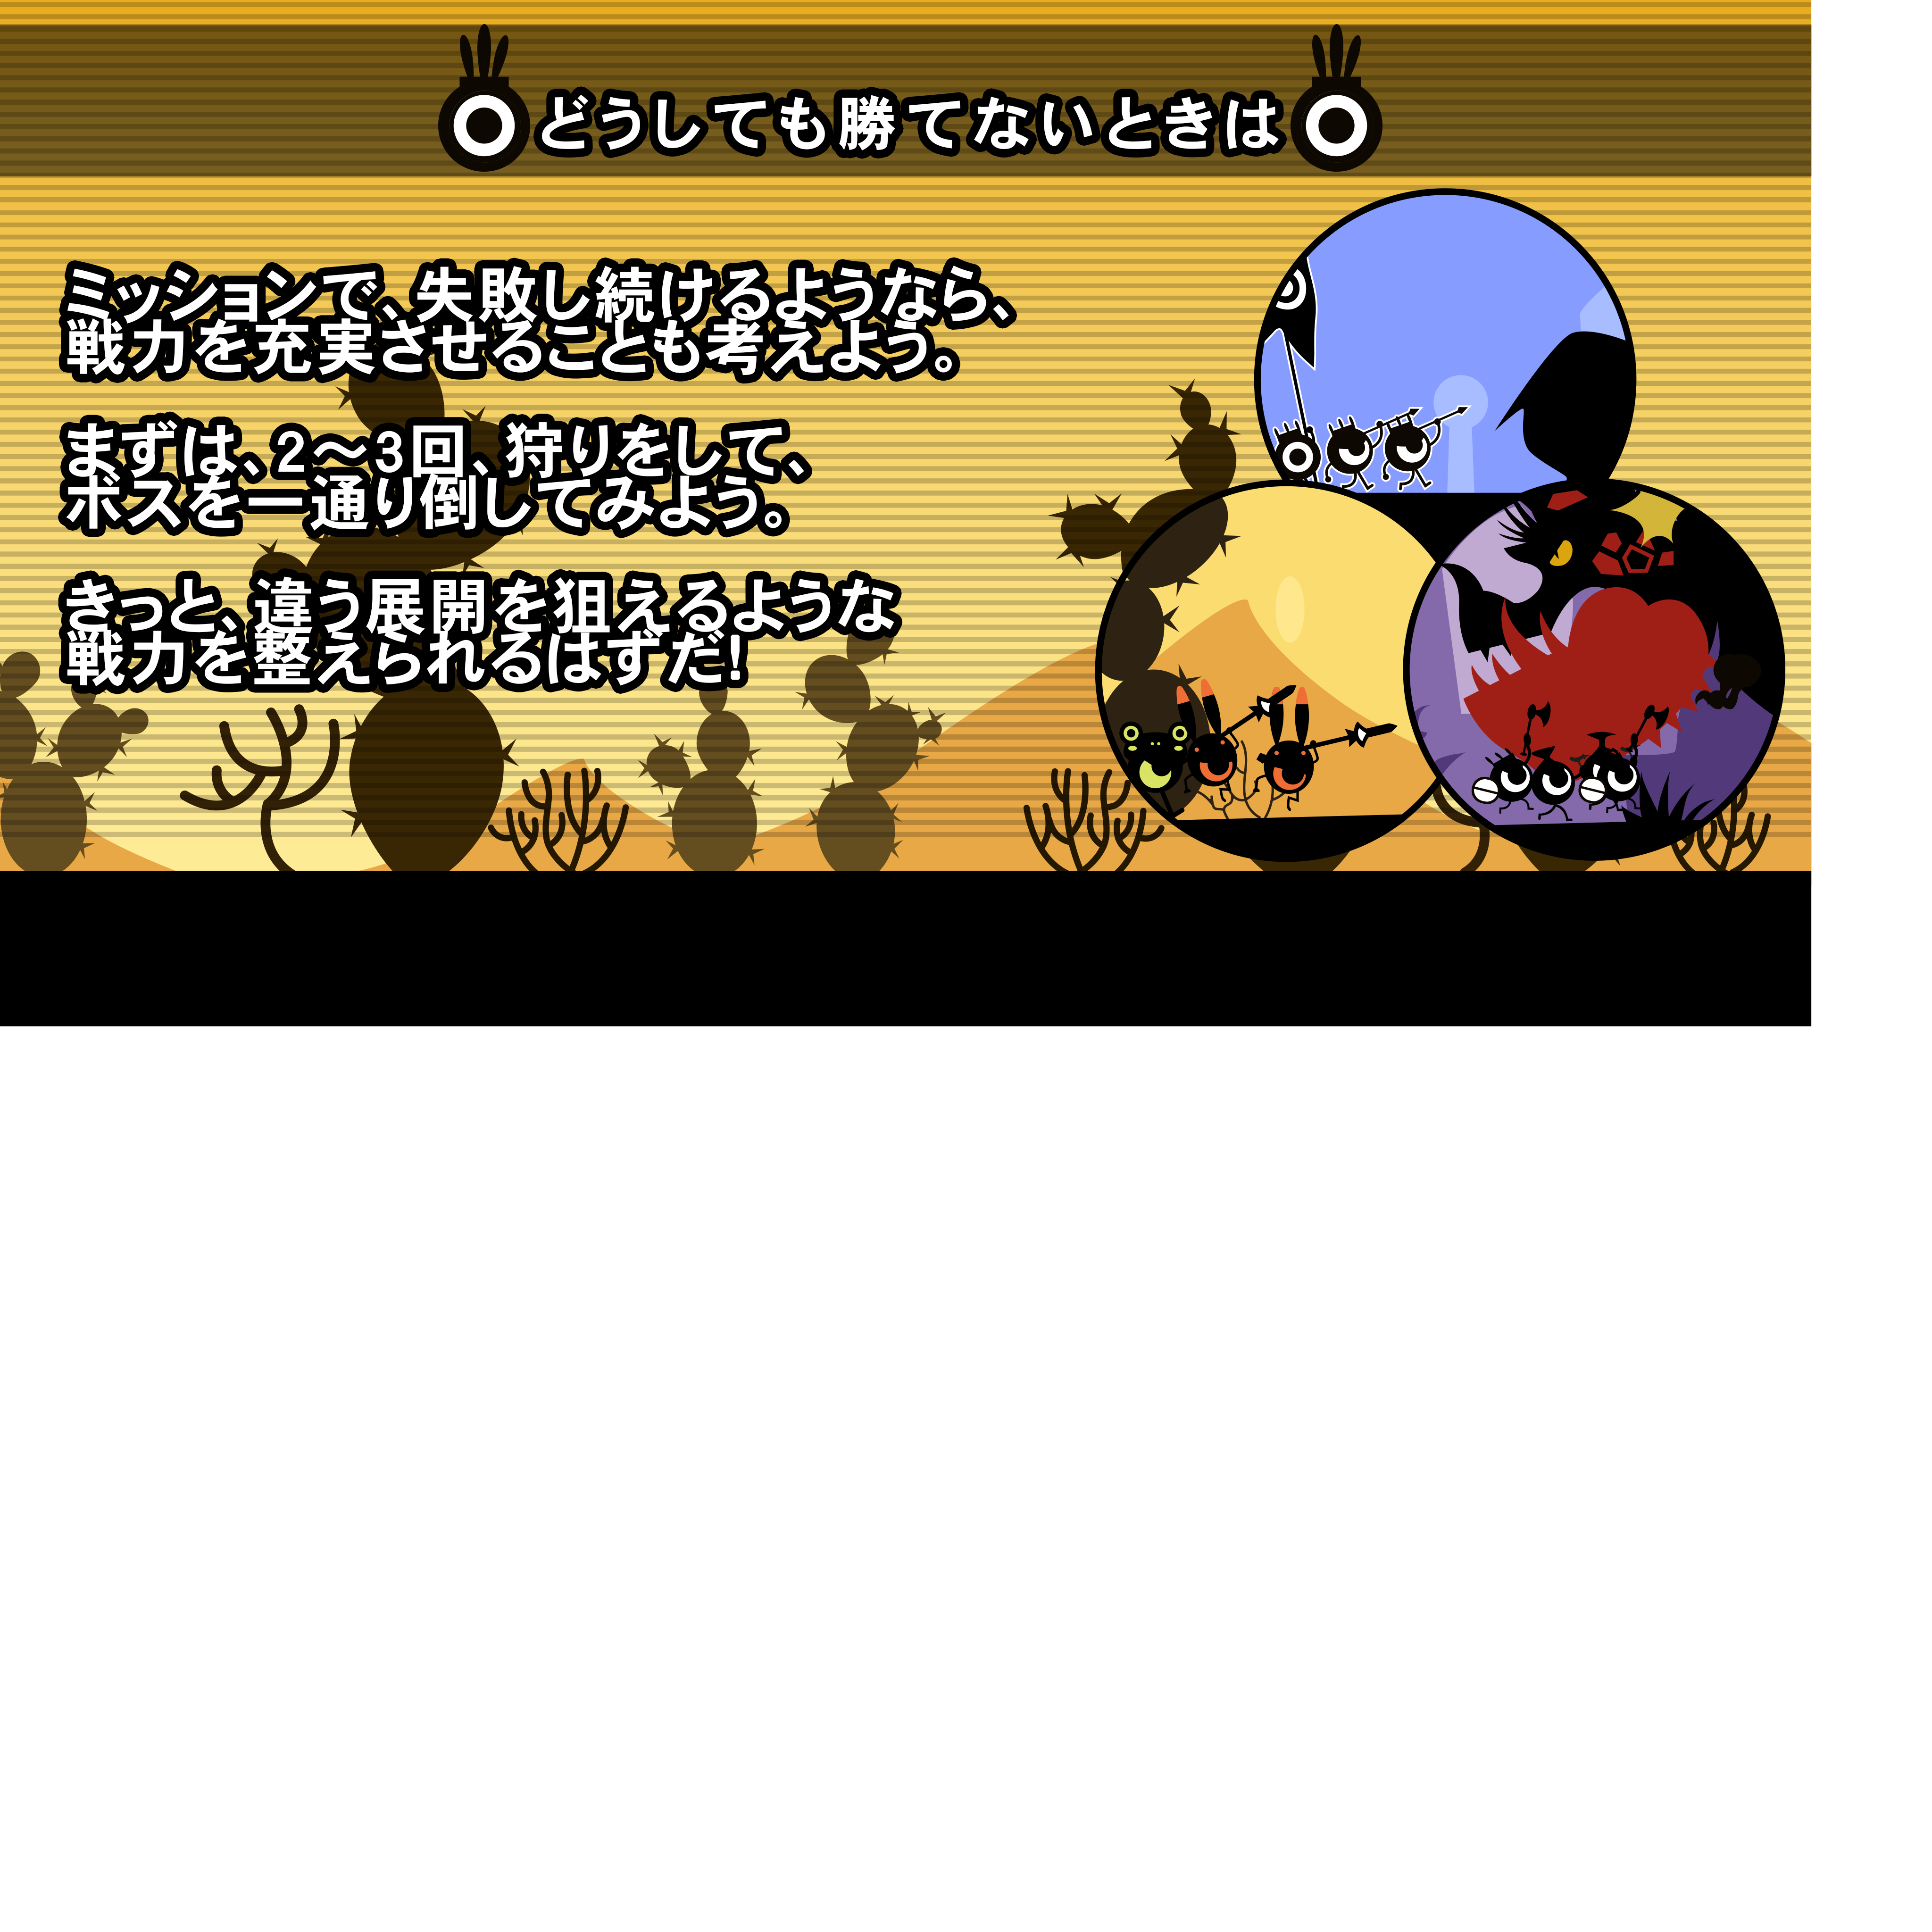 どうしても勝てないときは
ミッションで、失敗し続けるようなら、
戦力を充実させることも考えよう。
まずは、2〜3回、狩りをして、
ボスを一通り倒してみよう。
きっと、違う展開を狙えるような
戦力を整えられるはずだ!